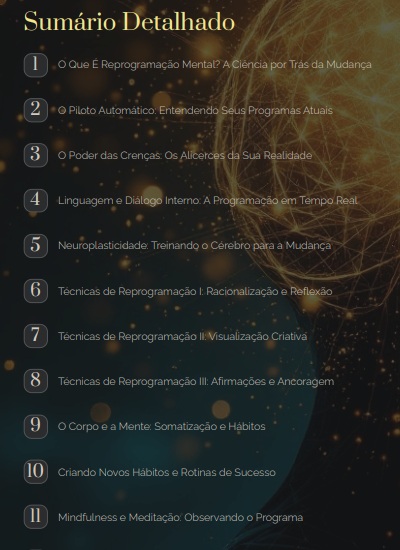 Sumário Detalhado
1 O Que É Reprogramação Mental? A Ciência por Trás da Mudança
2 O Piloto Automático: Entendendo Seus Programas Atuais
3 O Poder das Crenças: Os Alicerces da Sua Realidade
4 Linguagem e Diálogo Interno: A Programação em Tempo Real
5 Neuroplasticidade: Treinando o Cérebro para a Mudança
6 Técnicas de Reprogramação I: Racionalização e Reflexão
7 Técnicas de Reprogramação II: Visualização Criativa
8 Técnicas de Reprogramação III: Afirmações e Ancoragem
9 O Corpo e a Mente: Somatização e Hábitos
10 Criando Novos Hábitos e Rotinas de Sucesso
11 Mindfulness e Meditação: Observando o Programa